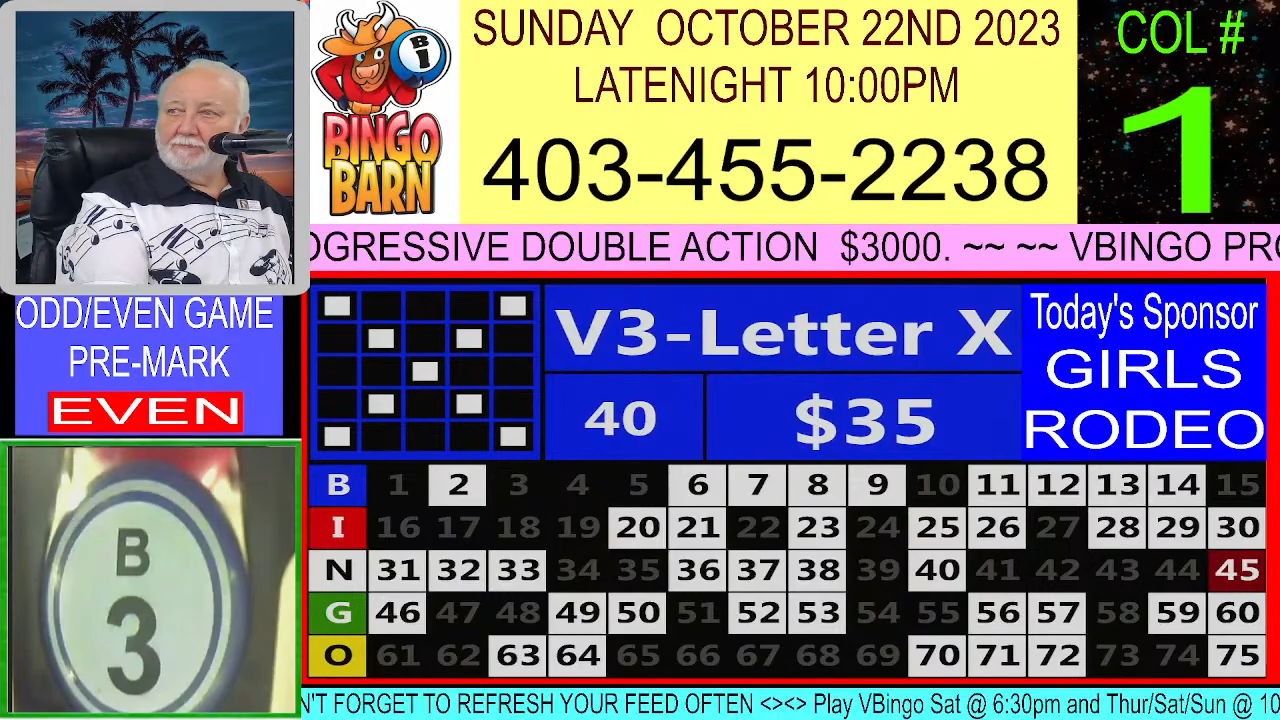 BI
BINGO
BARN
SUNDAY OCTOBER 22ND 2023
LATENIGHT 10:00PM
403-455-2238
COL #
1
OGRESSIVE DOUBLE ACTION $3000. ~~ ~~ VBINGO PRO
ODD/EVEN GAME
PRE-MARK
EVEN
V3-Letter X
40
$35
Today's Sponsor
GIRLS
RODEO
B 1 2 3 4 5 6 7 8 9 10 11 12 13 14 15
I 16 17 18 19 20 21 22 23 24 25 26 27 28 29 30
N 31 32 33 34 35 36 37 38 39 40 41 42 43 44 45
G 46 47 48 49 50 51 52 53 54 55 56 57 58 59 60
O 61 62 63 64 65 66 67 68 69 70 71 72 73 74 75
B
3
N'T FORGET TO REFRESH YOUR FEED OFTEN <><> Play VBingo Sat @ 6:30pm and Thur/Sat/Sun @ 10